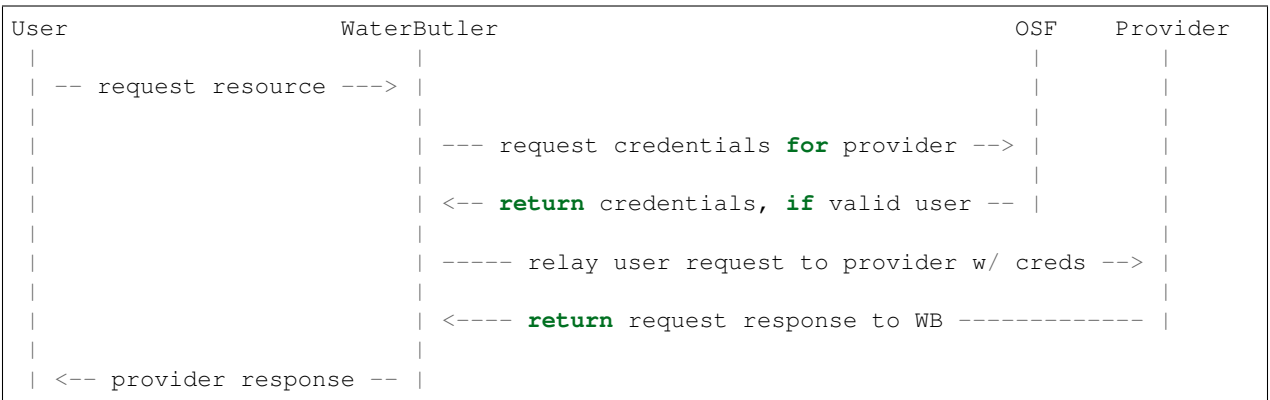 User                    WaterButler                                      OSF    Provider
 |                            |                                           |        |
 | -- request resource --->   |                                           |        |
 |                            |                                           |        |
 |                            | --- request credentials for provider -->  |        |
 |                            |                                           |        |
 |                            | <-- return credentials, if valid user --  |        |
 |                            |                                                    |
 |                            | ----- relay user request to provider w/ creds -->  |
 |                            |                                                    |
 |                            | <---- return request response to WB -------------  |
 |                            |
 | <-- provider response --   |